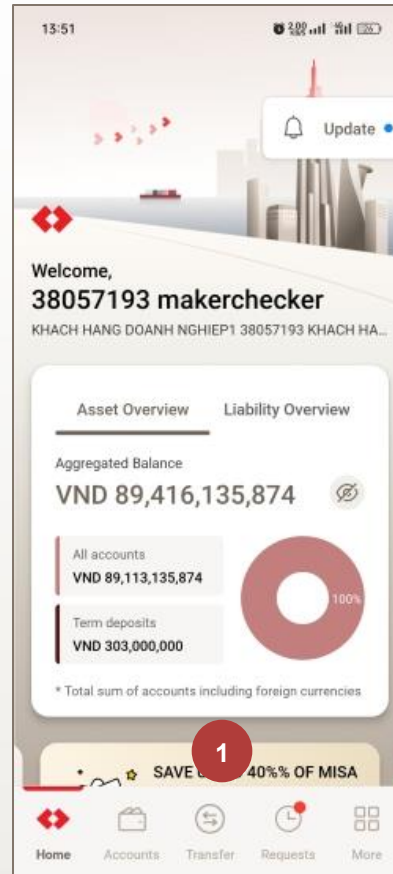 13:51
Update
Welcome,
38057193 makerchecker
KHACH HANG DOANH NGHIEP1 38057193 KHACH HA...
Asset Overview Liability Overview
Aggregated Balance
VND 89,416,135,874
All accounts
VND 89,113,135,874
100%
Term deposits
VND 303,000,000
* Total sum of accounts including foreign currencies
1
SAVE 40%% OF MISA
Home Accounts Transfer Requests More